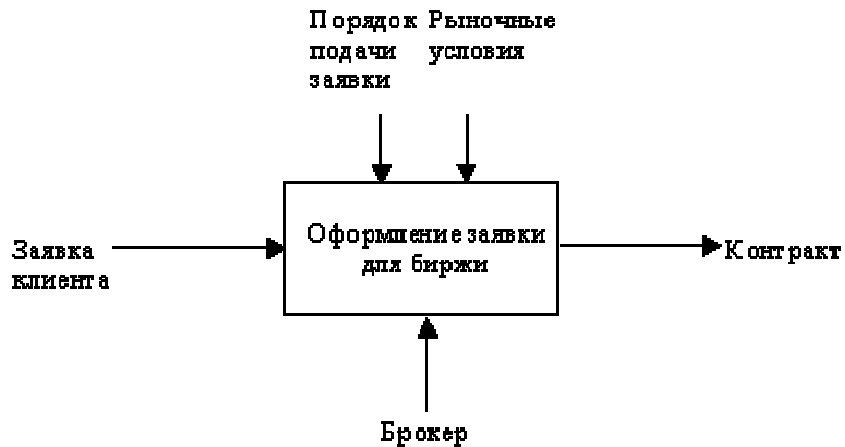 Порядок Рыночные
подачи условия
заявки
Заявка
клиента
Оформление заявки
для биржи
Контракт
Брокер